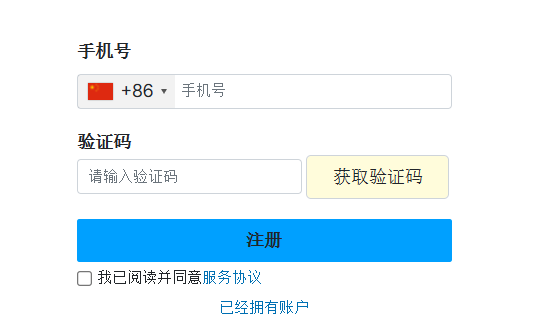 手机号
+86 手机号
验证码
请输入验证码 获取验证码
注册
我已阅读并同意服务协议
已经拥有账户